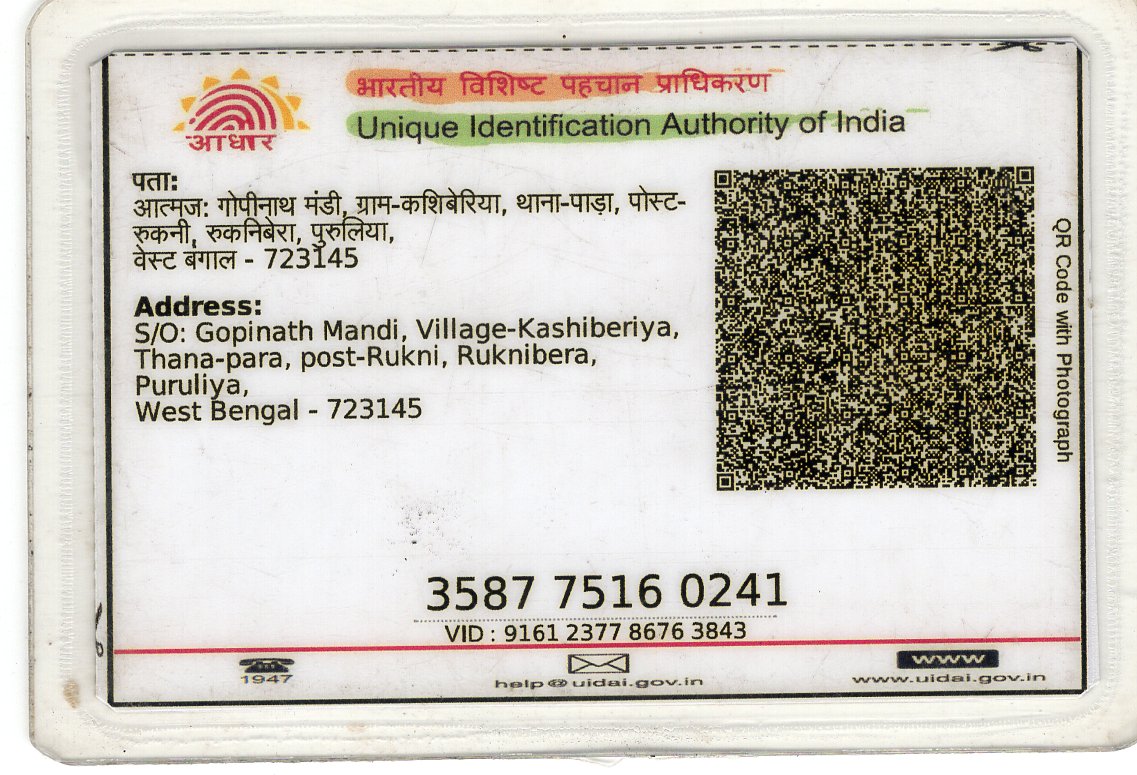 भारतीय विशिष्ट पहचान प्राधिकरण
Unique Identification Authority of India
आधार
पता:
आत्मज: गोपीनाथ मंडी, ग्राम-कशिबेरिया, थाना-पाड़ा, पोस्ट-
रुकनी, रुकनिबेरा, पुरुलिया,
वेस्ट बंगाल - 723145
Address:
S/O: Gopinath Mandi, Village-Kashiberiya,
Thana-para, post-Rukni, Ruknibera,
Puruliya,
West Bengal - 723145
QR Code with Photograph
3587 7516 0241
VID : 9161 2377 8676 3843
1947
help@uidai.gov.in
www
www.uidai.gov.in